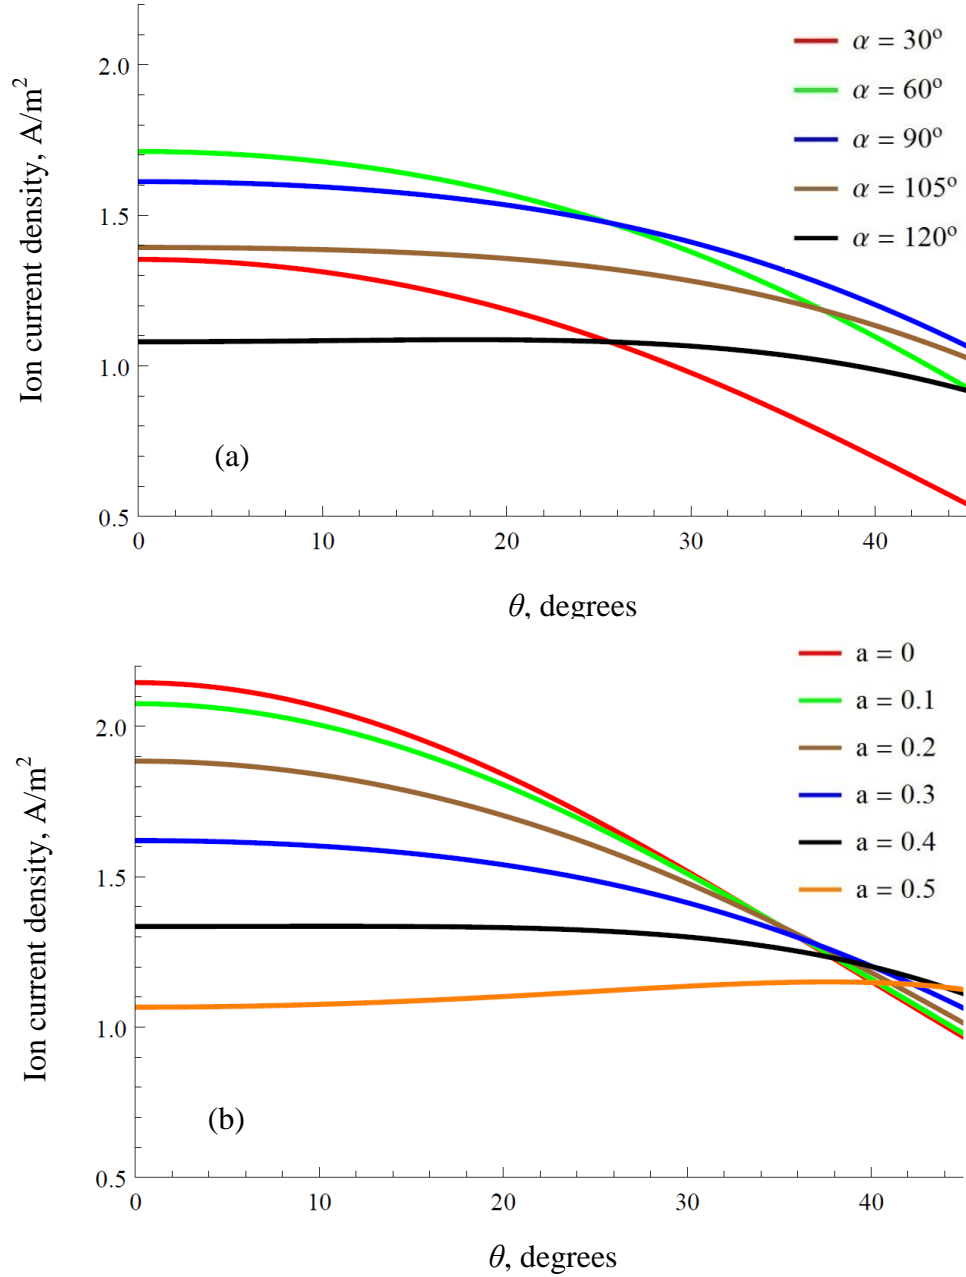 α = 30°
α = 60°
α = 90°
α = 105°
α = 120°
Ion current density, A/m²
2.0
1.5
1.0
0.5
(a)
0 10 20 30 40
θ, degrees
a = 0
a = 0.1
a = 0.2
a = 0.3
a = 0.4
a = 0.5
Ion current density, A/m²
2.0
1.5
1.0
0.5
(b)
0 10 20 30 40
θ, degrees